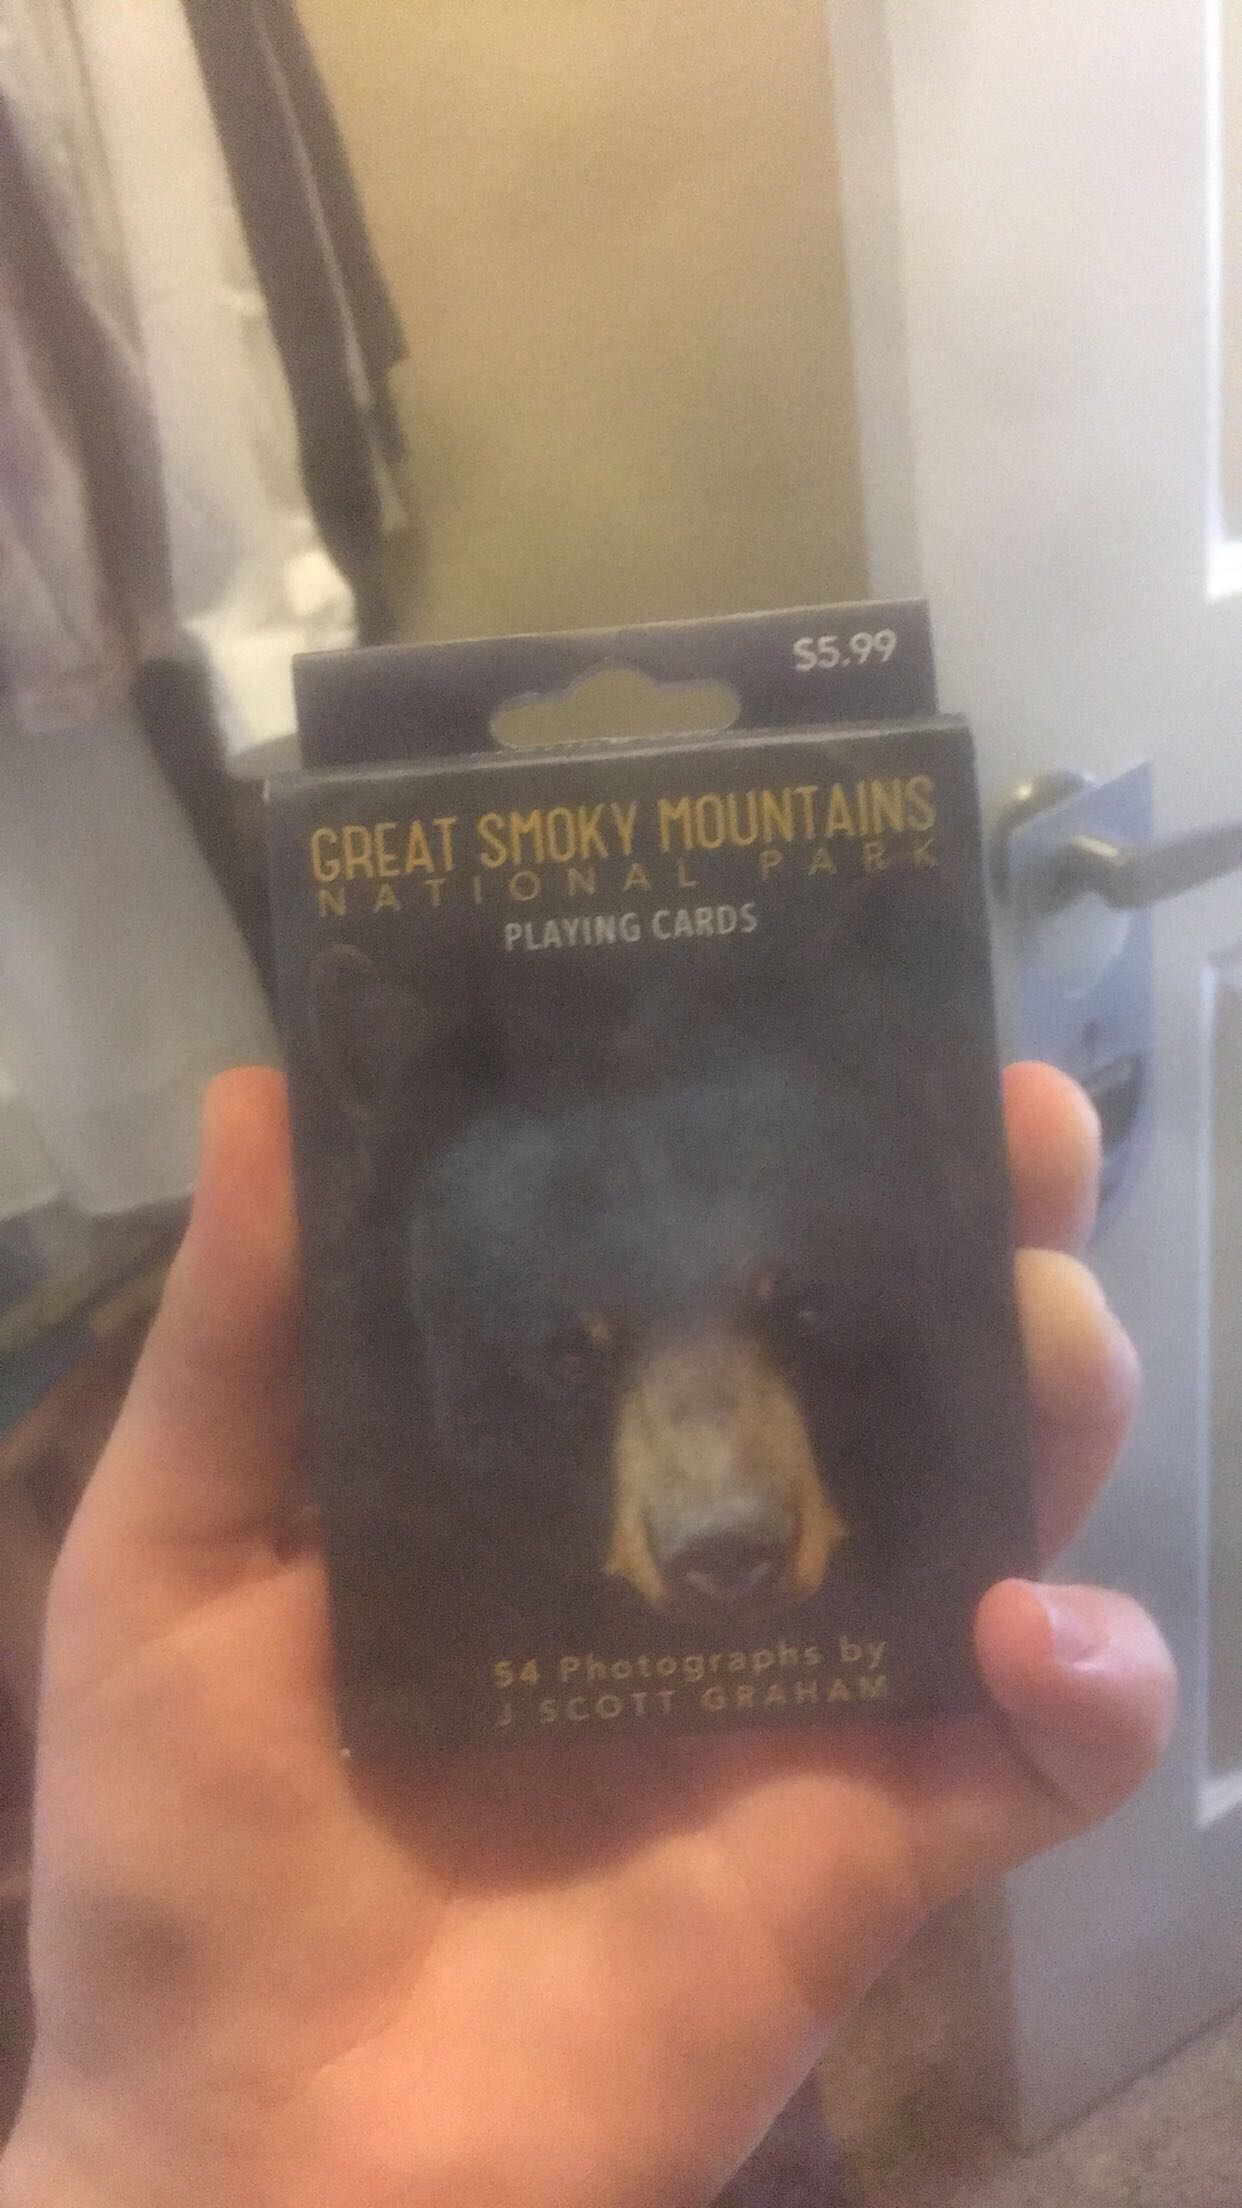 $5.99
GREAT SMOKY MOUNTAINS
NATIONAL PARK
PLAYING CARDS
54 Photographs by
J SCOTT GRAHAM